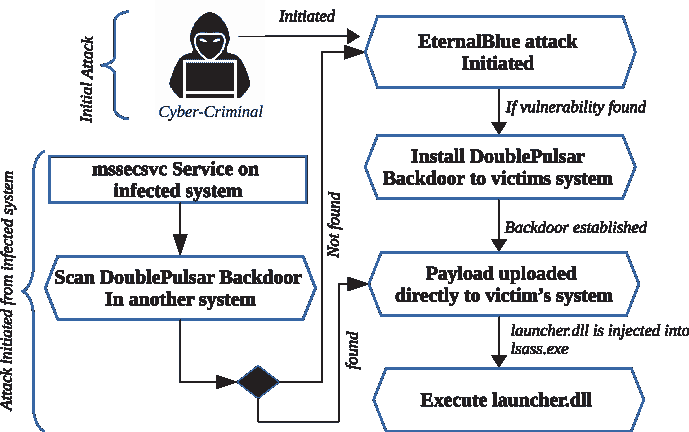 Initial Attack
Cyber-Criminal
Initiated
EternalBlue attack
Initiated
If vulnerability found
Install DoublePulsar
Backdoor to victims system
Backdoor established
Payload uploaded
directly to victim's system
launcher.dll is injected into
lsass.exe
Execute launcher.dll
Attack initiated from infected system
mssecsvc Service on
infected system
Scan DoublePulsar Backdoor
In another system
Not found
found